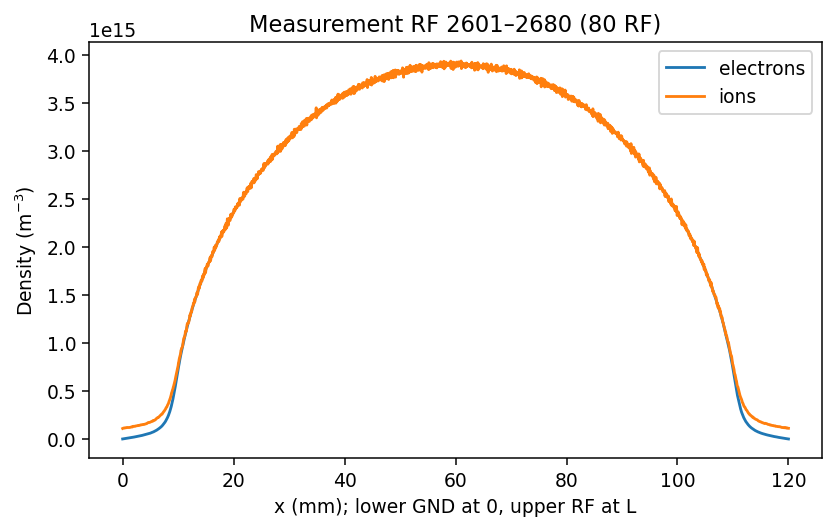 Measurement RF 2601–2680 (80 RF)
1e15
electrons
ions
4.0
3.5
3.0
2.5
2.0
1.5
1.0
0.5
0.0
Density (m⁻³)
0 20 40 60 80 100 120
x (mm); lower GND at 0, upper RF at L